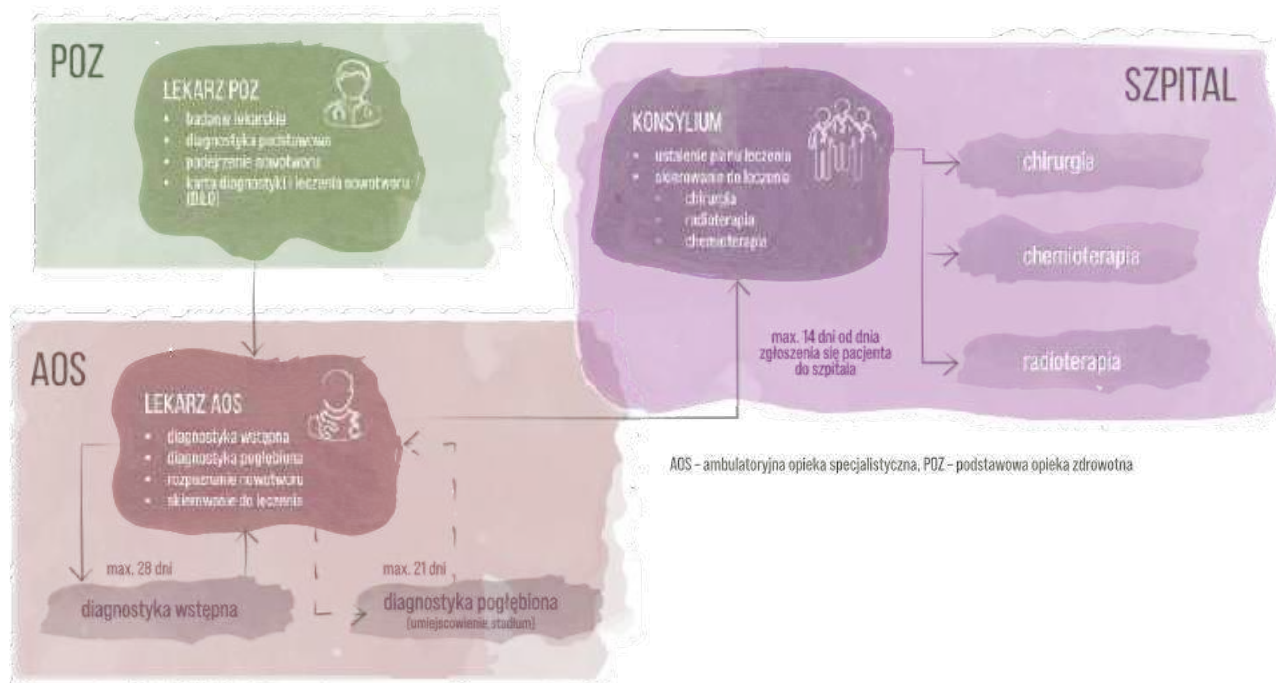 POZ
LEKARZ POZ
• badanie lekarskie
• diagnostyka podstawowa
• podejrzenie nowotworu
• karta diagnostyki i leczenia nowotworu
(DILO)
SZPITAL
KONSYLIUM
• ustalenie planu leczenia
• skierowanie do leczenia
• chirurgia
• radioterapia
• chemioterapia
chirurgia
chemioterapia
radioterapia
max. 14 dni od dnia
zgłoszenia się pacjenta
do szpitala
AOS
LEKARZ AOS
• diagnostyka wstępna
• diagnostyka pogłębiona
• rozpoznanie nowotworu
• skierowanie do leczenia
max. 28 dni
diagnostyka wstępna
max. 21 dni
diagnostyka pogłębiona
(umiejscowienie, stadium)
AOS – ambulatoryjna opieka specjalistyczna, POZ – podstawowa opieka zdrowotna